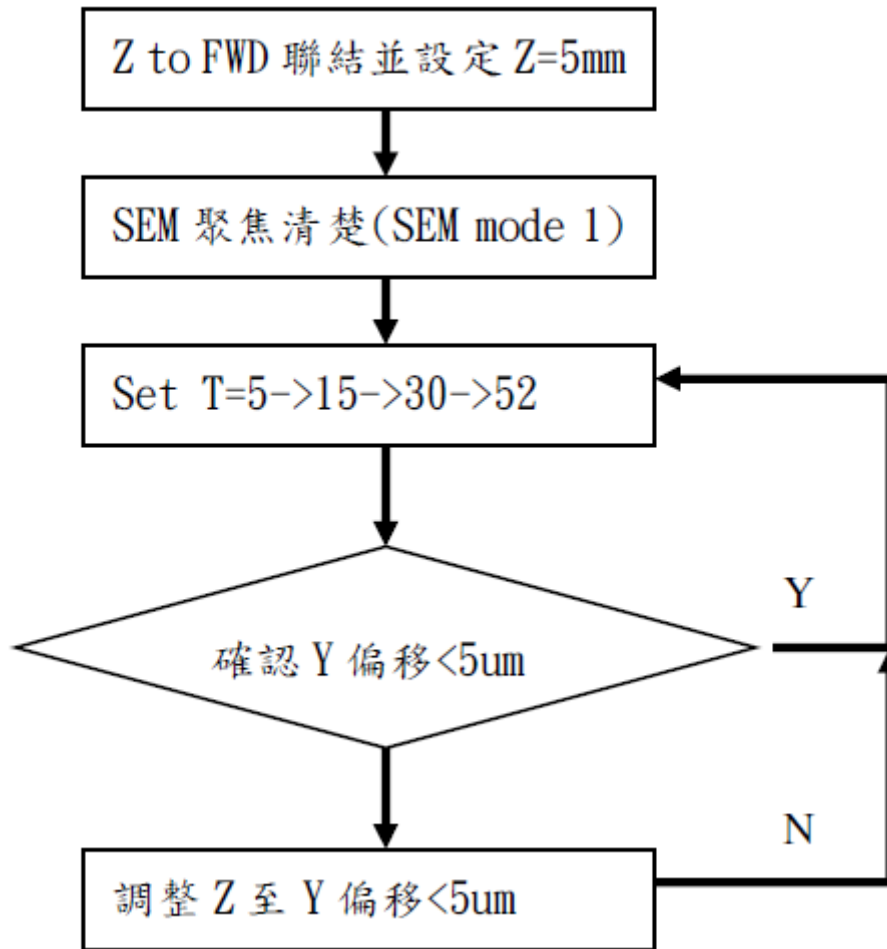 Z to FWD 聯結並設定 Z=5mm
SEM 聚焦清楚(SEM mode 1)
Set T=5->15->30->52
確認 Y 偏移<5um
Y
N
調整 Z 至 Y 偏移<5um